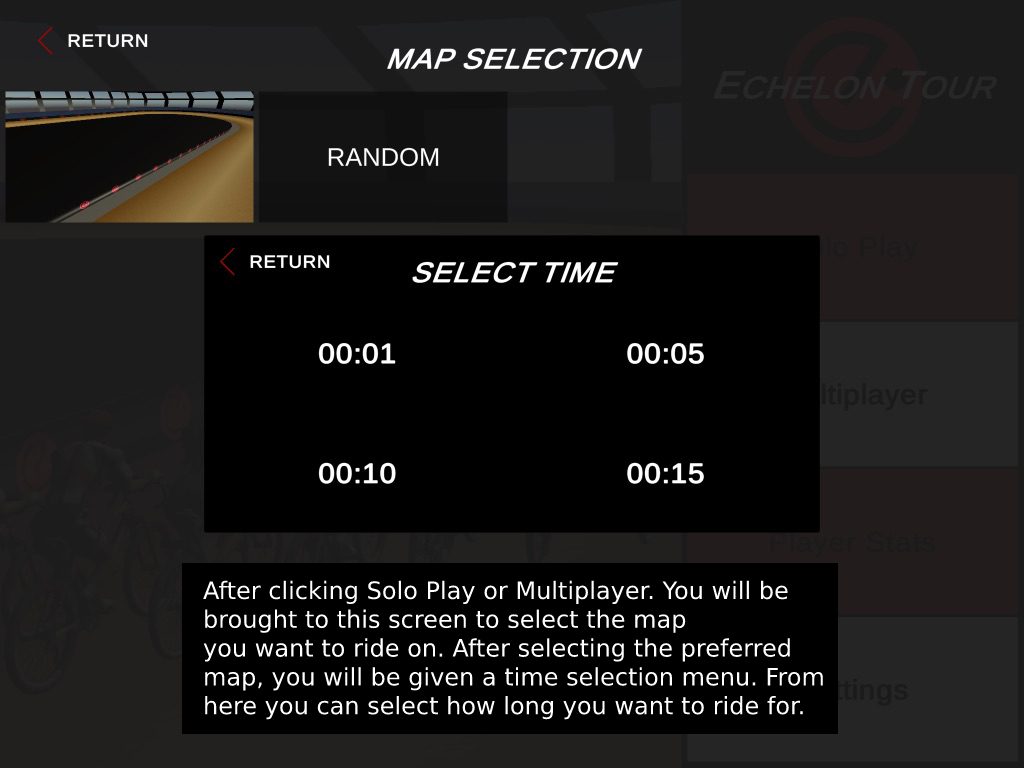 RETURN
MAP SELECTION
ECHELON TOUR
RANDOM
lo Play
RETURN
SELECT TIME
00:01
00:05
ltiplayer
00:10
00:15
Player Stats
After clicking Solo Play or Multiplayer. You will be
brought to this screen to select the map
you want to ride on. After selecting the preferred
map, you will be given a time selection menu. From
here you can select how long you want to ride for.
ttings